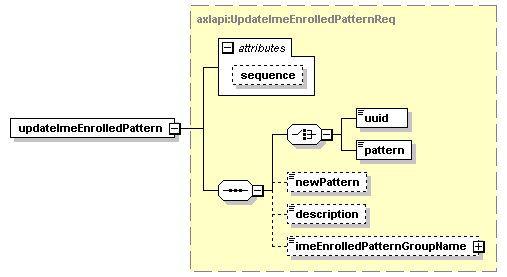 axlapi:UpdateImeEnrolledPatternReq
attributes
sequence
updateImeEnrolledPattern
uuid
pattern
newPattern
description
imeEnrolledPatternGroupName